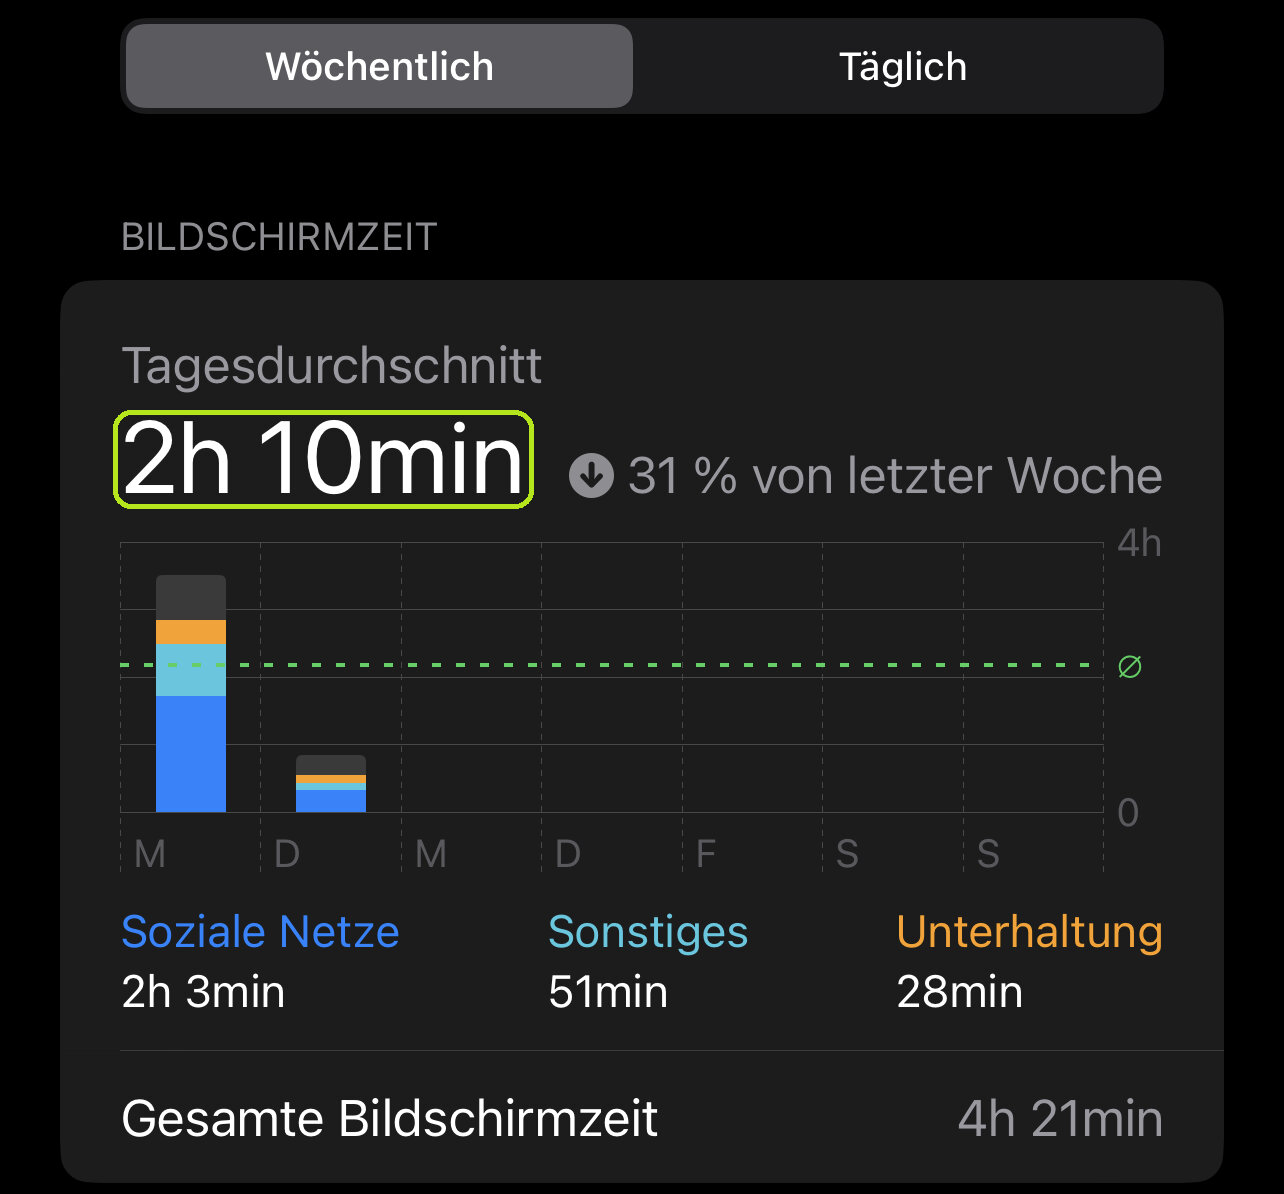 Wöchentlich Täglich
BILDSCHIRMZEIT
Tagesdurchschnitt
2h 10min 31 % von letzter Woche
4h
Ø
0
M D M D F S S
Soziale Netze Sonstiges Unterhaltung
2h 3min 51min 28min
Gesamte Bildschirmzeit 4h 21min